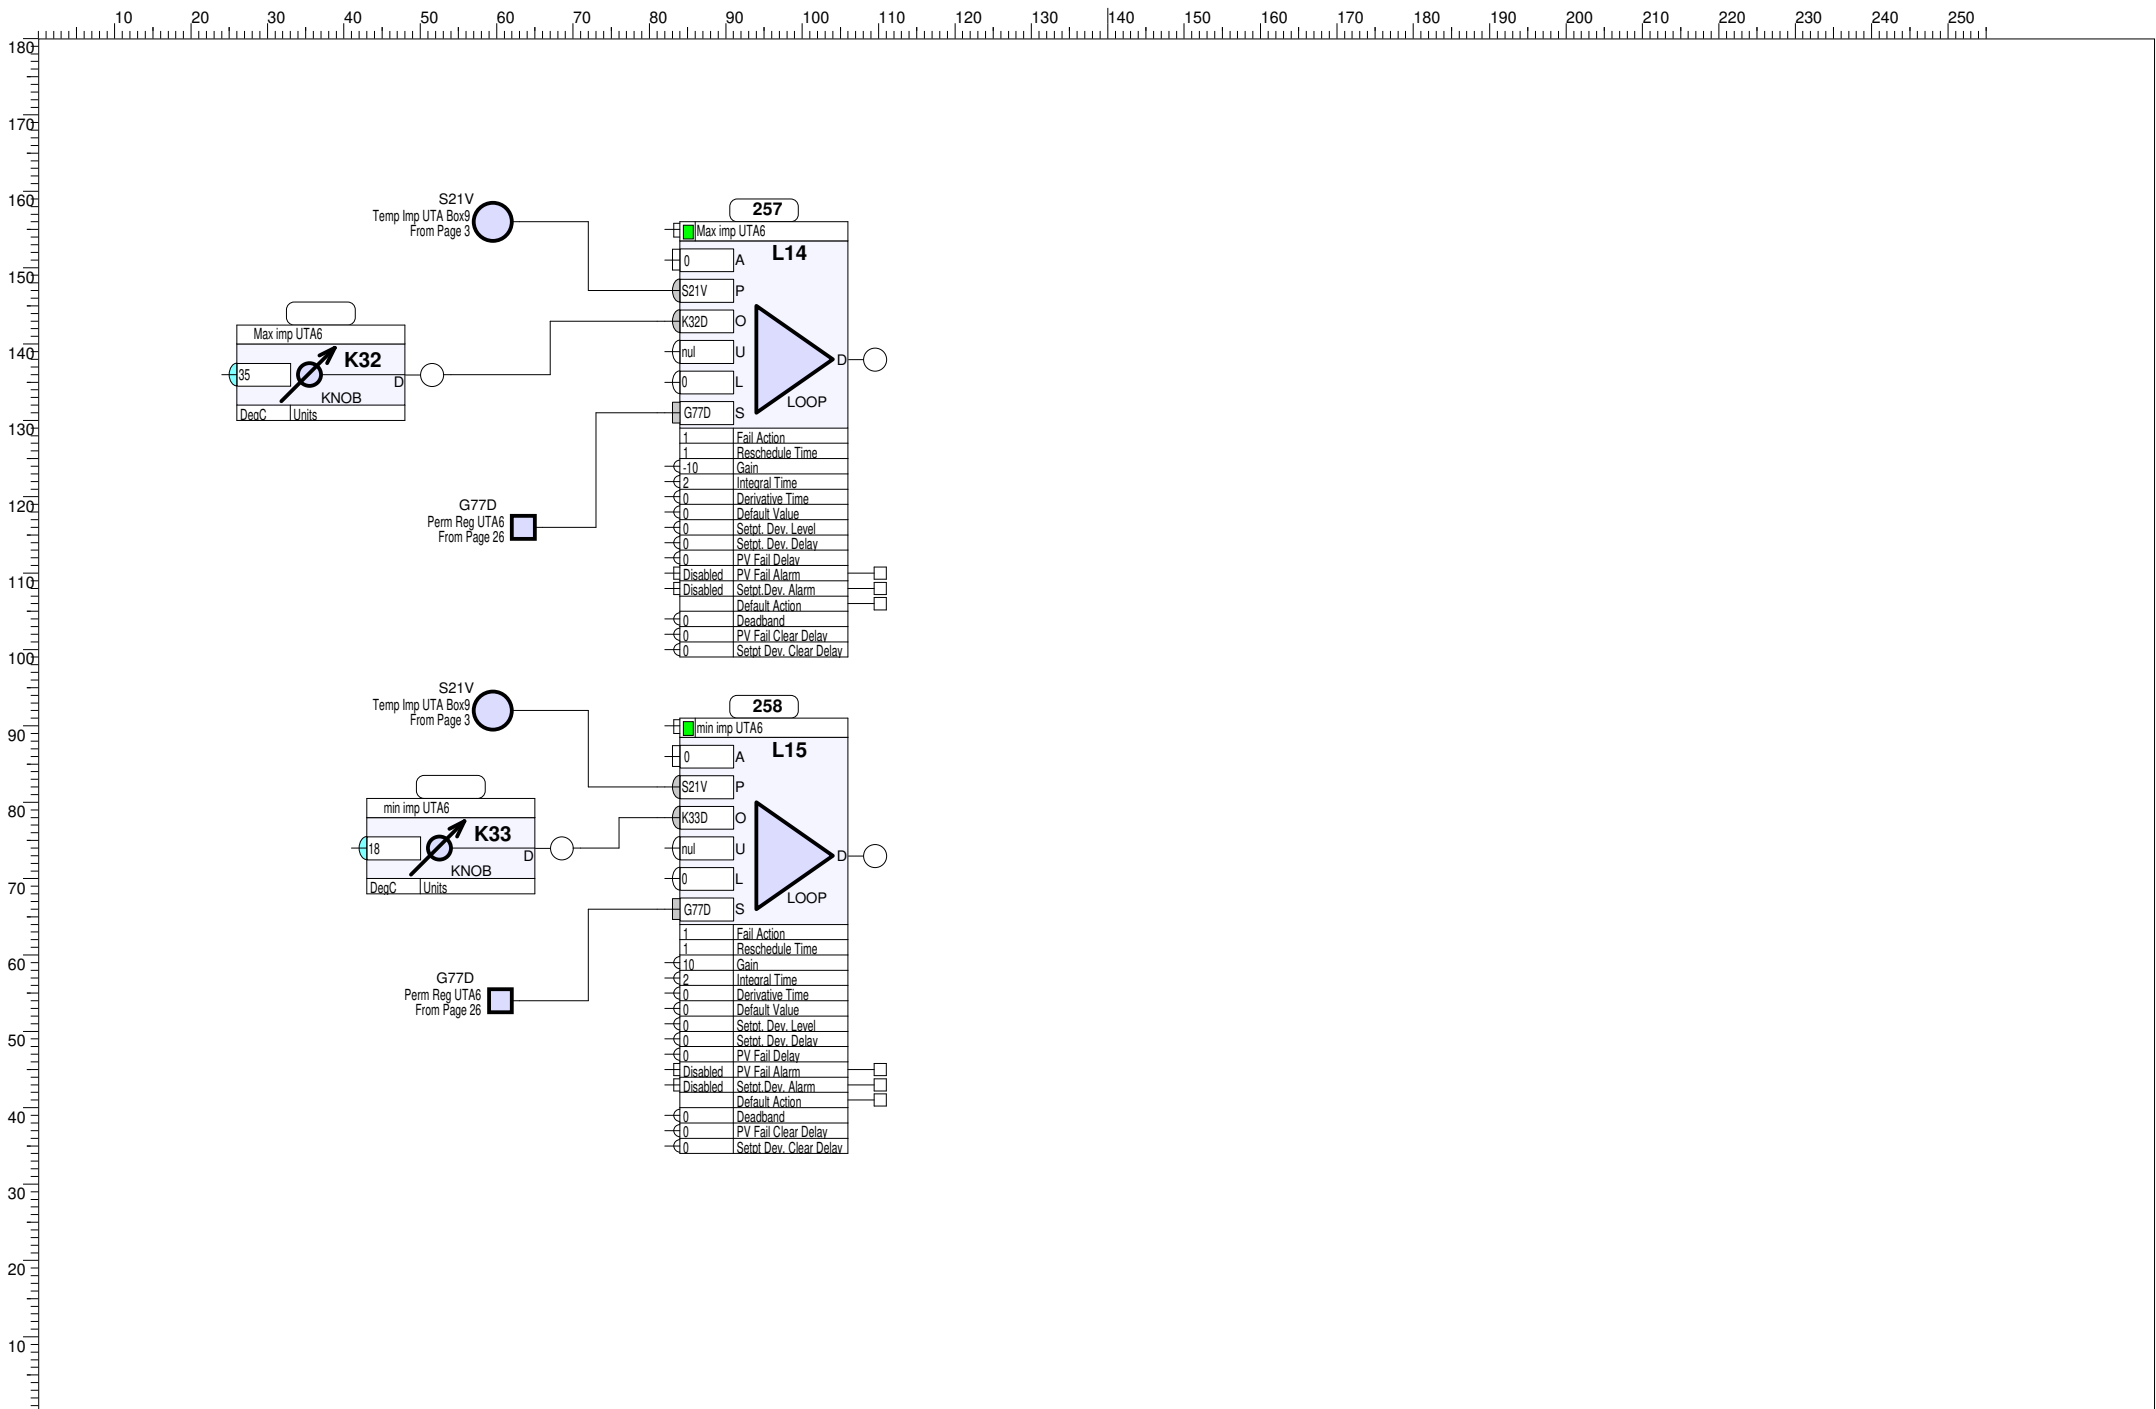 10 20 30 40 50 60 70 80 90 100 110 120 130 140 150 160 170 180 190 200 210 220 230 240 250
180
170
160
150
140
130
120
110
100
90
80
70
60
50
40
30
20
10
S21V
Temp Imp UTA Box9
From Page 3
Max imp UTA6
35
K32
D
KNOB
DegC Units
G77D
Perm Reg UTA6
From Page 26
257
Max imp UTA6
L14
0 A
S21V P
K32D O
nul U
0 L
G77D S
D
LOOP
1 Fail Action
1 Reschedule Time
-10 Gain
2 Integral Time
0 Derivative Time
0 Default Value
0 Setpt. Dev. Level
0 Setpt. Dev. Delay
0 PV Fail Delay
Disabled PV Fail Alarm
Disabled Setpt.Dev. Alarm
Default Action
0 Deadband
0 PV Fail Clear Delay
0 Setpt Dev. Clear Delay
S21V
Temp Imp UTA Box9
From Page 3
min imp UTA6
18
K33
D
KNOB
DegC Units
G77D
Perm Reg UTA6
From Page 26
258
min imp UTA6
L15
0 A
S21V P
K33D O
nul U
0 L
G77D S
D
LOOP
1 Fail Action
1 Reschedule Time
10 Gain
2 Integral Time
0 Derivative Time
0 Default Value
0 Setpt. Dev. Level
0 Setpt. Dev. Delay
0 PV Fail Delay
Disabled PV Fail Alarm
Disabled Setpt.Dev. Alarm
Default Action
0 Deadband
0 PV Fail Clear Delay
0 Setpt Dev. Clear Delay